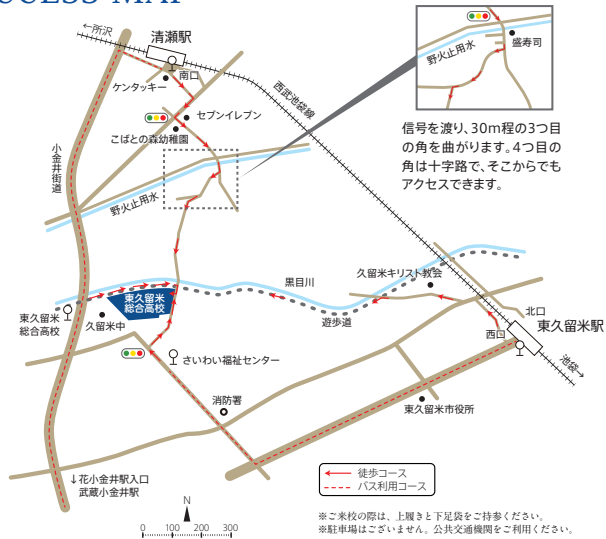 ACCESS MAP
←所沢
清瀬駅
南口
ケンタッキー
セブンイレブン
こばとの森幼稚園
西武池袋線
小金井街道
野火止用水
野火止用水
盛寿司
信号を渡り、30m程の3つ目
の角を曲がります。4つ目の
角は十字路で、そこからでも
アクセスできます。
黒目川
久留米キリスト教会
東久留米
総合高校
東久留米
総合高校
久留米中
遊歩道
北口
西口
東久留米駅
池袋→
さいわい福祉センター
消防署
東久留米市役所
↓花小金井駅入口
武蔵小金井駅
徒歩コース
バス利用コース
N
0 100 200 300
※ご来校の際は、上履きと下足袋をご持参ください。
※駐車場はございません。公共交通機関をご利用ください。